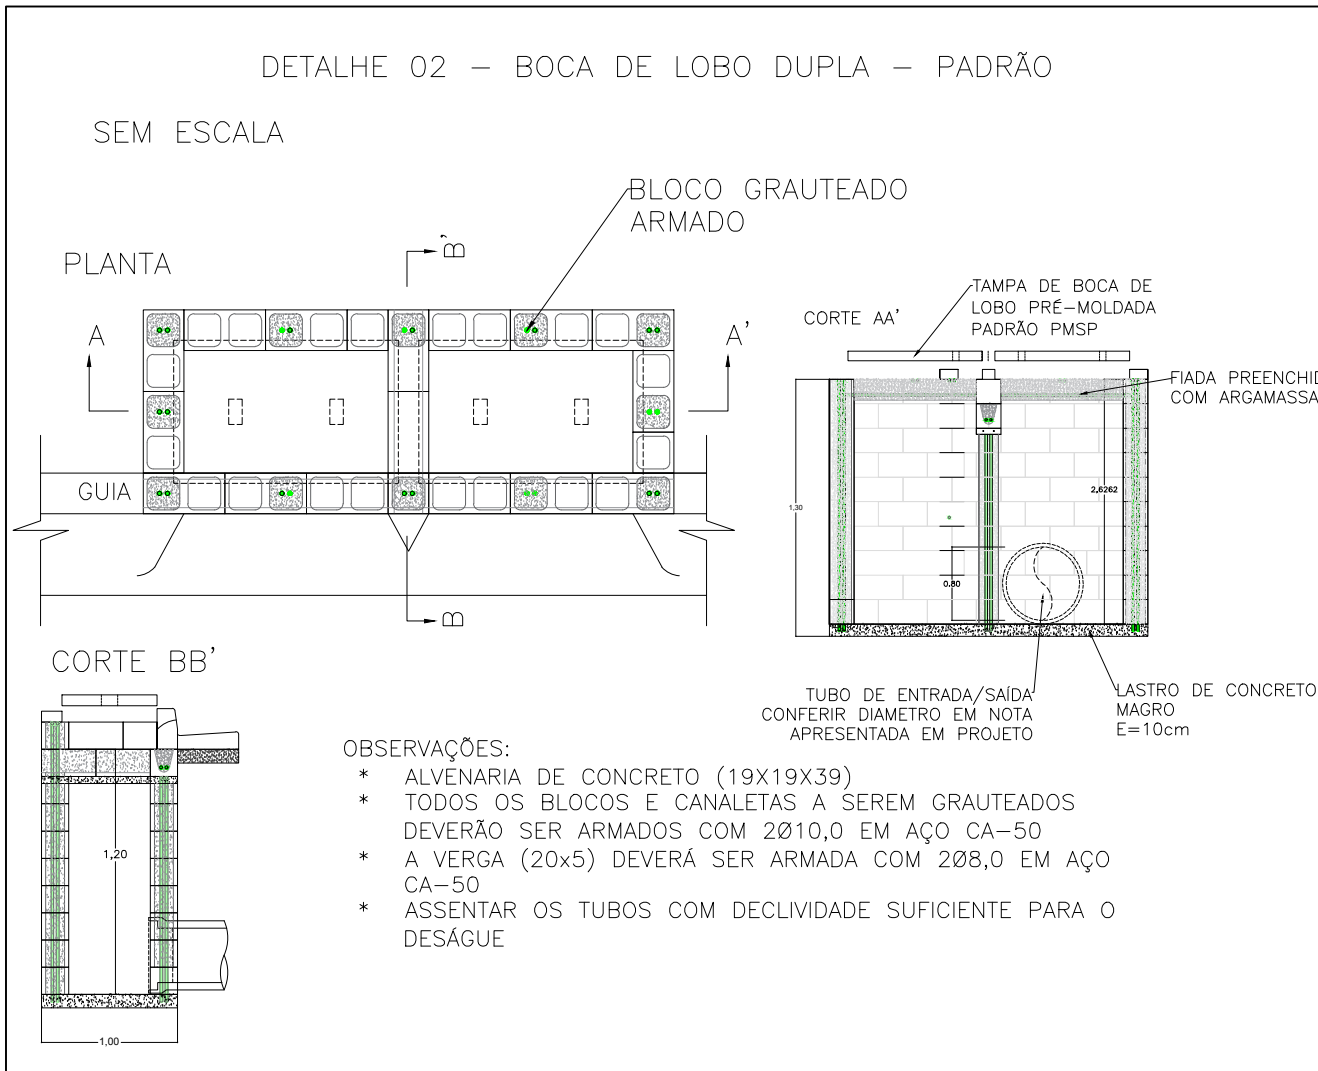 DETALHE 02 – BOCA DE LOBO DUPLA – PADRÃO
SEM ESCALA
BLOCO GRAUTEADO
ARMADO
PLANTA
B'
A
A'
GUIA
B
CORTE AA'
TAMPA DE BOCA DE
LOBO PRÉ-MOLDADA
PADRÃO PMSP
FIADA PREENCHID
COM ARGAMASSA
1,30
2,6262
0.80
TUBO DE ENTRADA/SAÍDA
CONFERIR DIAMETRO EM NOTA
APRESENTADA EM PROJETO
LASTRO DE CONCRETO
MAGRO
E=10cm
CORTE BB'
1,20
1,00
OBSERVAÇÕES:
* ALVENARIA DE CONCRETO (19X19X39)
* TODOS OS BLOCOS E CANALETAS A SEREM GRAUTEADOS
DEVERÃO SER ARMADOS COM 2Ø10,0 EM AÇO CA-50
* A VERGA (20x5) DEVERÁ SER ARMADA COM 2Ø8,0 EM AÇO
CA-50
* ASSENTAR OS TUBOS COM DECLIVIDADE SUFICIENTE PARA O
DESÁGUE